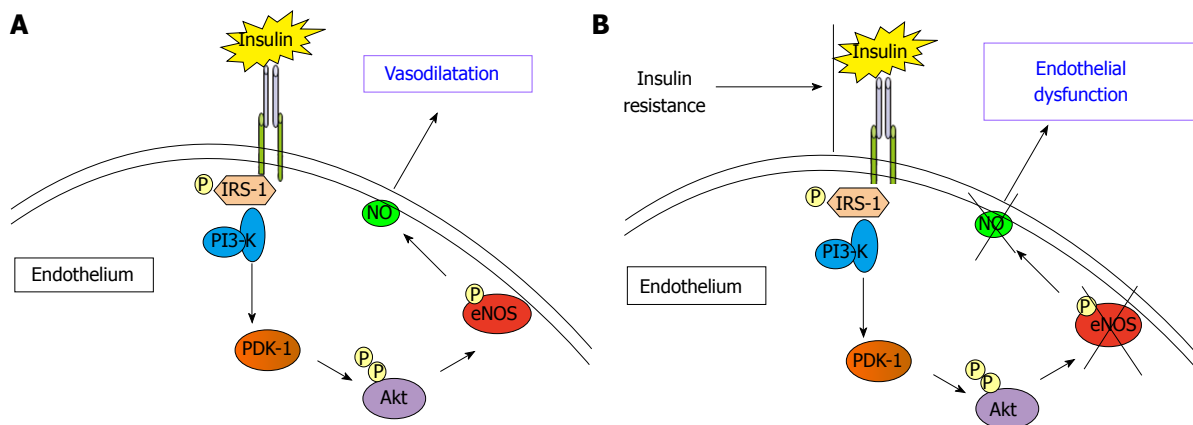 A
Insulin
Vasodilatation
P
IRS-1
NO
PI3-K
Endothelium
P
eNOS
PDK-1
P
P
Akt
B
Insulin
Insulin
resistance
Endothelial
dysfunction
P
IRS-1
NO
PI3-K
Endothelium
P
eNOS
PDK-1
P
P
Akt